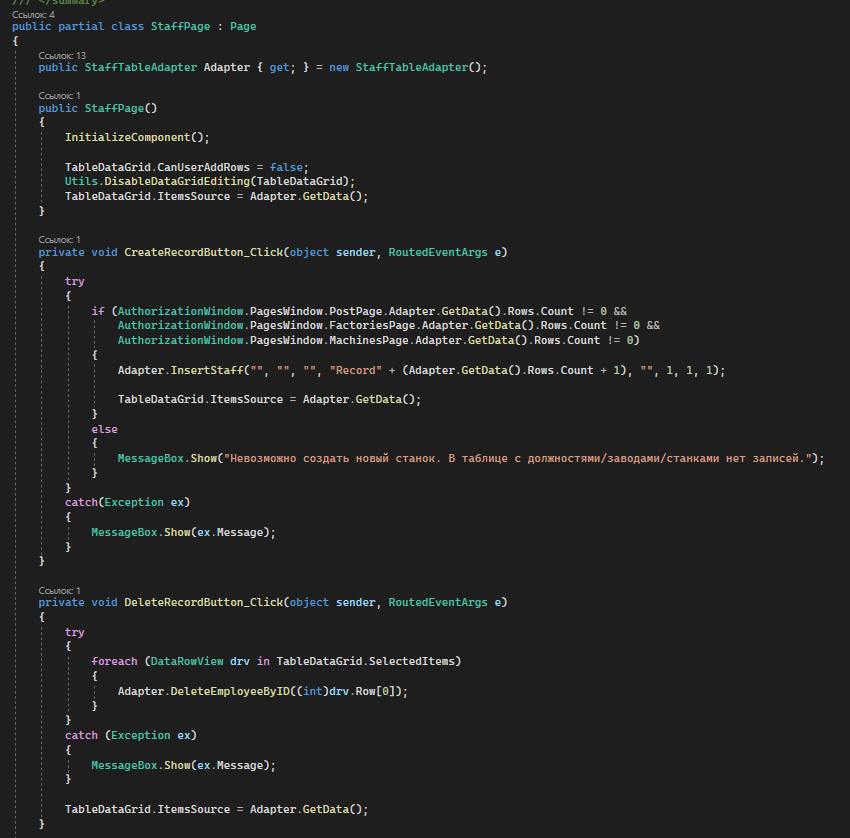 /// </summary>
Ссылок: 4
public partial class StaffPage : Page
{
Ссылок: 13
public StaffTableAdapter Adapter { get; } = new StaffTableAdapter();
Ссылок: 1
public StaffPage()
{
InitializeComponent();
TableDataGrid.CanUserAddRows = false;
Utils.DisableDataGridEditing(TableDataGrid);
TableDataGrid.ItemsSource = Adapter.GetData();
}
Ссылок: 1
private void CreateRecordButton_Click(object sender, RoutedEventArgs e)
{
try
{
if (AuthorizationWindow.PagesWindow.PostPage.Adapter.GetData().Rows.Count != 0 &&
AuthorizationWindow.PagesWindow.FactoriesPage.Adapter.GetData().Rows.Count != 0 &&
AuthorizationWindow.PagesWindow.MachinesPage.Adapter.GetData().Rows.Count != 0)
{
Adapter.InsertStaff("", "", "", "Record" + (Adapter.GetData().Rows.Count + 1), "", 1, 1, 1);
TableDataGrid.ItemsSource = Adapter.GetData();
}
else
{
MessageBox.Show("Невозможно создать новый станок. В таблице с должностями/заводами/станками нет записей.");
}
}
catch(Exception ex)
{
MessageBox.Show(ex.Message);
}
}
Ссылок: 1
private void DeleteRecordButton_Click(object sender, RoutedEventArgs e)
{
try
{
foreach (DataRowView drv in TableDataGrid.SelectedItems)
{
Adapter.DeleteEmployeeByID((int)drv.Row[0]);
}
}
catch (Exception ex)
{
MessageBox.Show(ex.Message);
}
TableDataGrid.ItemsSource = Adapter.GetData();
}